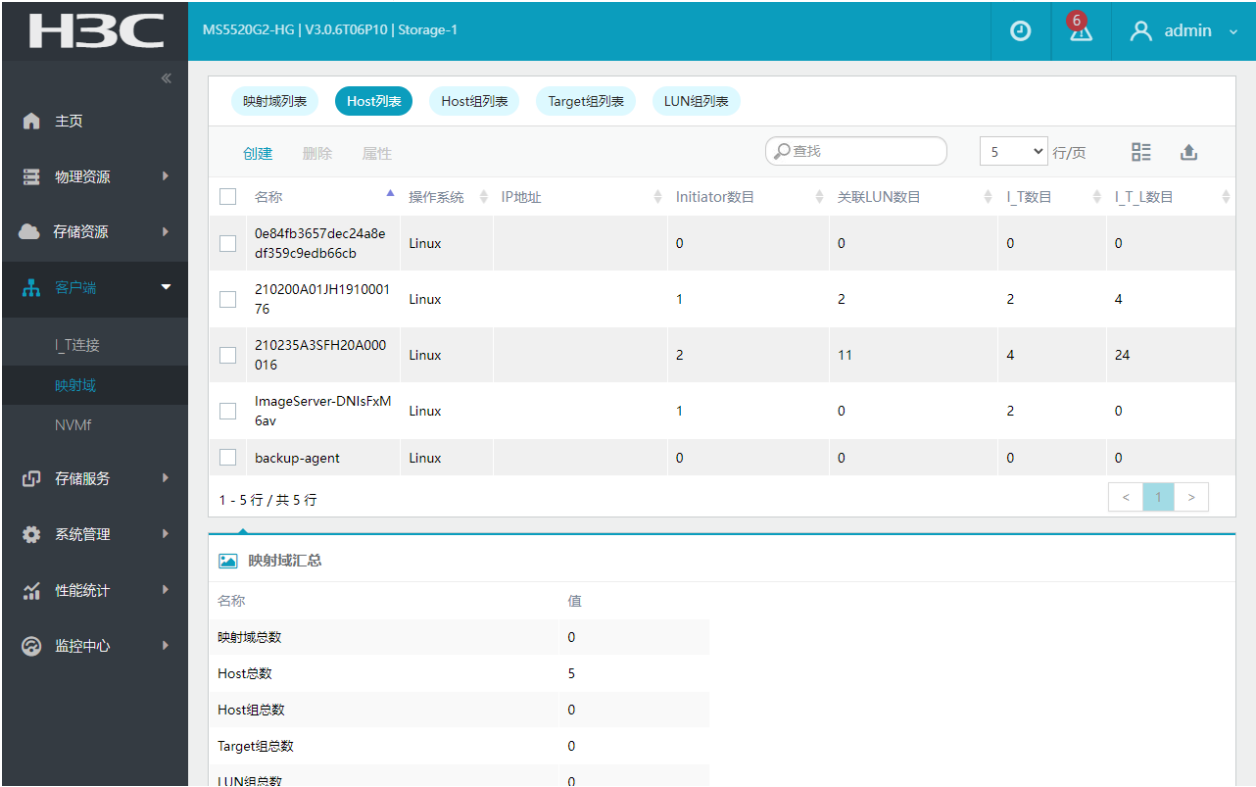 H3C
MS5520G2-HG | V3.0.6T06P10 | Storage-1
6
admin
主页
物理资源
存储资源
客户端
I_T连接
映射域
NVMf
存储服务
系统管理
性能统计
监控中心
映射域列表 Host列表 Host组列表 Target组列表 LUN组列表
创建 删除 属性 查找 5 行/页
名称 操作系统 IP地址 Initiator数目 关联LUN数目 I_T数目 I_T_L数目
0e84fb3657dec24a8e
df359c9edb66cb
Linux 0 0 0 0
210200A01JH1910001
76
Linux 1 2 2 4
210235A3SFH20A000
016
Linux 2 11 4 24
ImageServer-DNIsFxM
6av
Linux 1 0 2 0
backup-agent Linux 0 0 0 0
1 - 5 行 / 共 5 行 < 1 >
映射域汇总
名称 值
映射域总数 0
Host总数 5
Host组总数 0
Target组总数 0
LUN组总数 0